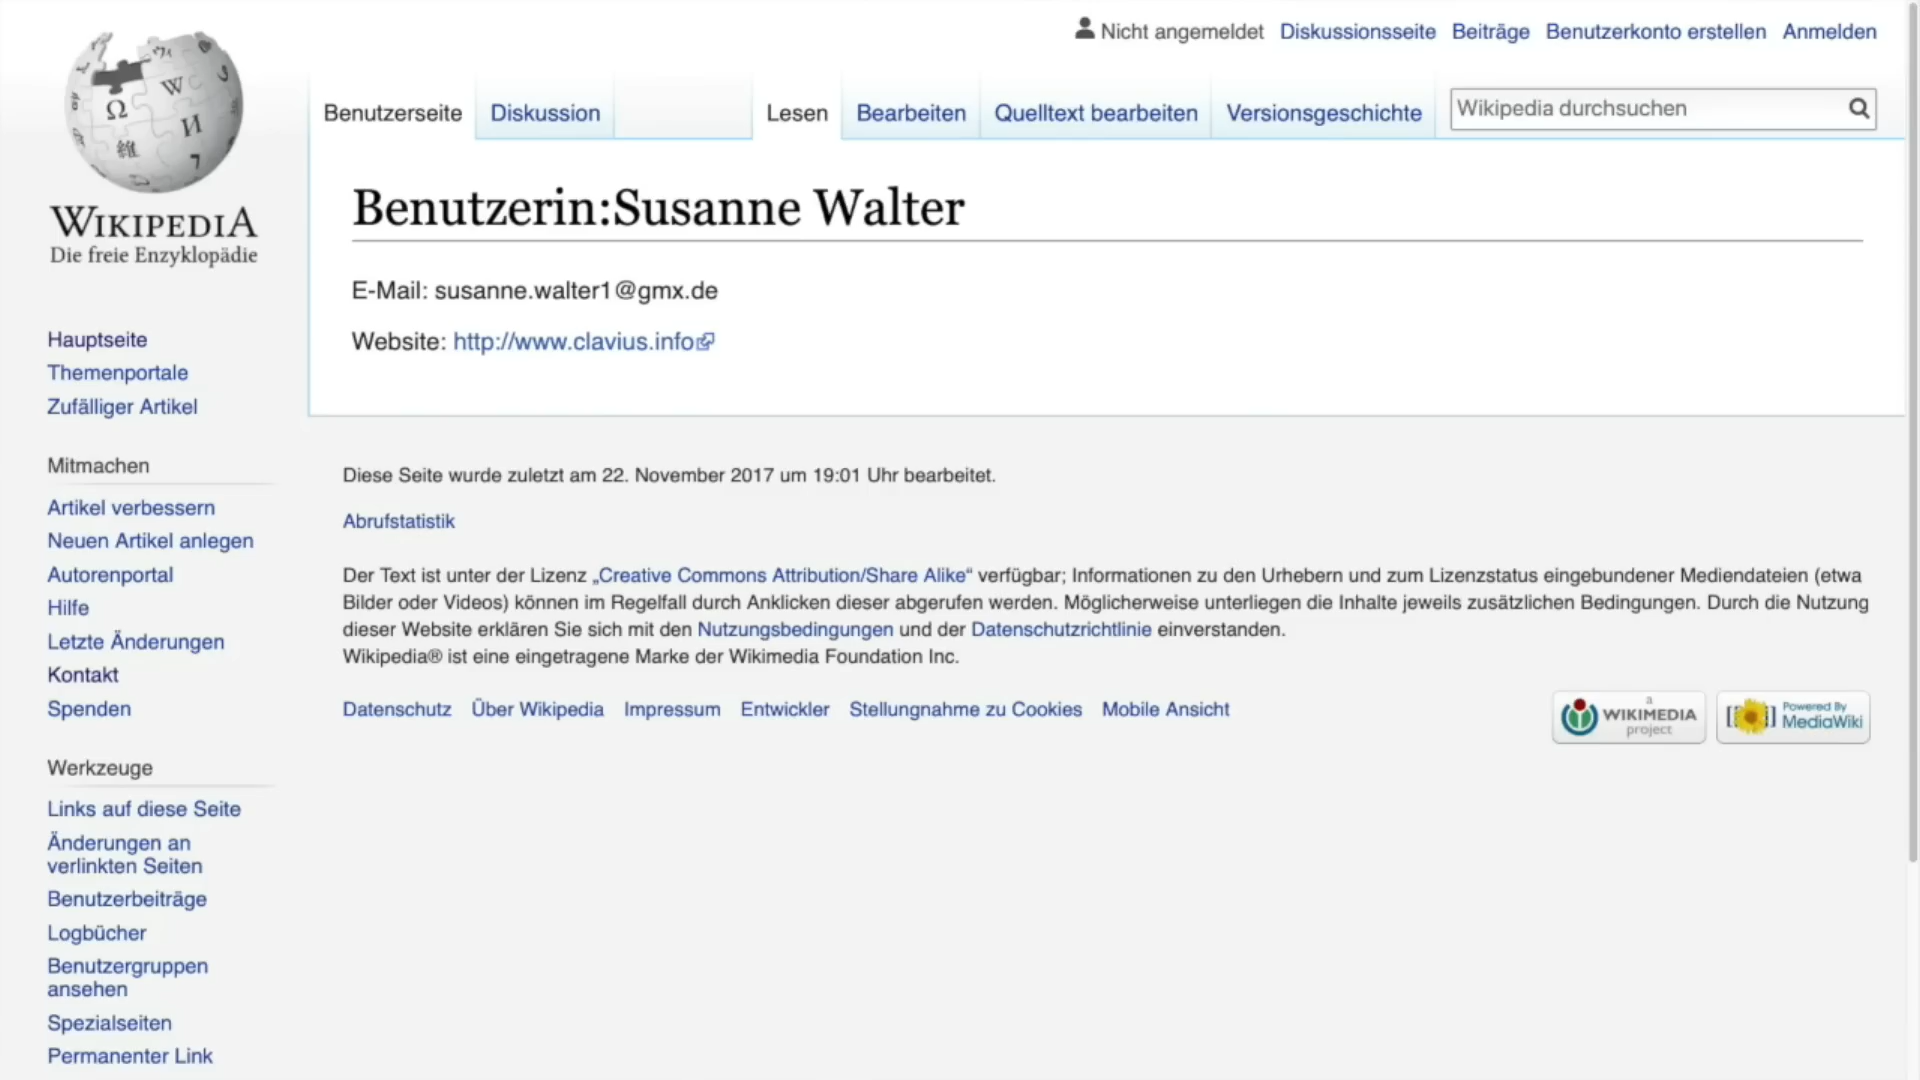 Nicht angemeldet Diskussionsseite Beiträge Benutzerkonto erstellen Anmelden
Benutzerseite Diskussion Lesen Bearbeiten Quelltext bearbeiten Versionsgeschichte Wikipedia durchsuchen
WIKIPEDIA
Die freie Enzyklopädie
Hauptseite
Themenportale
Zufälliger Artikel
Mitmachen
Artikel verbessern
Neuen Artikel anlegen
Autorenportal
Hilfe
Letzte Änderungen
Kontakt
Spenden
Werkzeuge
Links auf diese Seite
Änderungen an
verlinkten Seiten
Benutzerbeiträge
Logbücher
Benutzergruppen
ansehen
Spezialseiten
Permanenter Link
Benutzerin:Susanne Walter
E-Mail: susanne.walter1@gmx.de
Website: http://www.clavius.info
Diese Seite wurde zuletzt am 22. November 2017 um 19:01 Uhr bearbeitet.
Abrufstatistik
Der Text ist unter der Lizenz „Creative Commons Attribution/Share Alike“ verfügbar; Informationen zu den Urhebern und zum Lizenzstatus eingebundener Mediendateien (etwa
Bilder oder Videos) können im Regelfall durch Anklicken dieser abgerufen werden. Möglicherweise unterliegen die Inhalte jeweils zusätzlichen Bedingungen. Durch die Nutzung
dieser Website erklären Sie sich mit den Nutzungsbedingungen und der Datenschutzrichtlinie einverstanden.
Wikipedia® ist eine eingetragene Marke der Wikimedia Foundation Inc.
Datenschutz Über Wikipedia Impressum Entwickler Stellungnahme zu Cookies Mobile Ansicht
a
WIKIMEDIA
project
Powered By
MediaWiki